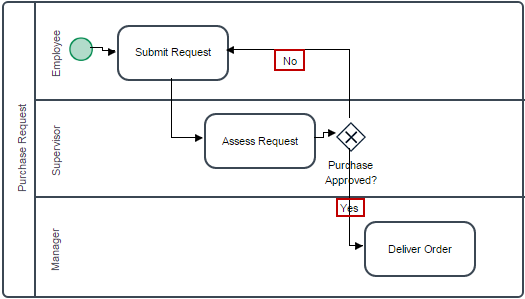 Purchase Request
Employee
Submit Request
No
Supervisor
Assess Request
Purchase
Approved?
Yes
Manager
Deliver Order